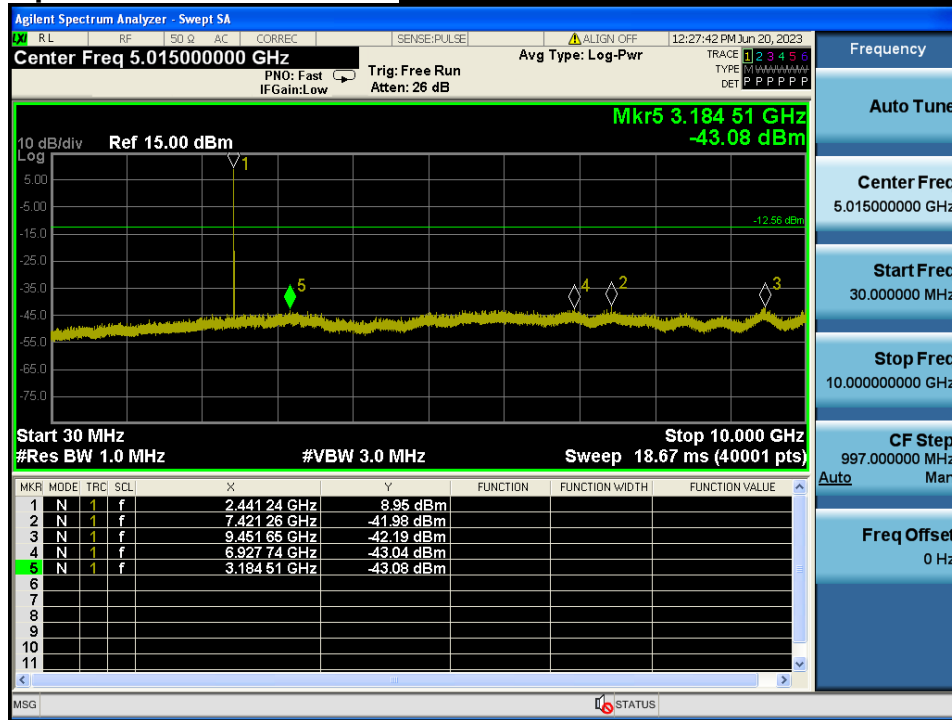 Agilent Spectrum Analyzer - Swept SA
LXI RL RF 50 Ω AC CORREC SENSE:PULSE ALIGN OFF 12:27:42 PM Jun 20, 2023
Center Freq 5.015000000 GHz
PNO: Fast
IFGain:Low
Trig: Free Run
Atten: 26 dB
Avg Type: Log-Pwr
TRACE 1 2 3 4 5 6
TYPE M
DET P P P P P P
Mkr5 3.184 51 GHz
-43.08 dBm
10 dB/div Ref 15.00 dBm
Log
1
5.00
-5.00
-12.56 dBm
-15.0
-25.0
5 4 2 3
-35.0
-45.0
-55.0
-65.0
-75.0
Start 30 MHz Stop 10.000 GHz
#Res BW 1.0 MHz #VBW 3.0 MHz Sweep 18.67 ms (40001 pts)
MKR MODE TRC SCL X Y FUNCTION FUNCTION WIDTH FUNCTION VALUE
1 N 1 f 2.441 24 GHz 8.95 dBm
2 N 1 f 7.421 26 GHz -41.98 dBm
3 N 1 f 9.451 65 GHz -42.19 dBm
4 N 1 f 6.927 74 GHz -43.04 dBm
5 N 1 f 3.184 51 GHz -43.08 dBm
6
7
8
9
10
11
MSG STATUS
Frequency
Auto Tune
Center Freq
5.015000000 GHz
Start Freq
30.000000 MHz
Stop Freq
10.000000000 GHz
CF Step
997.000000 MHz
Auto Man
Freq Offset
0 Hz